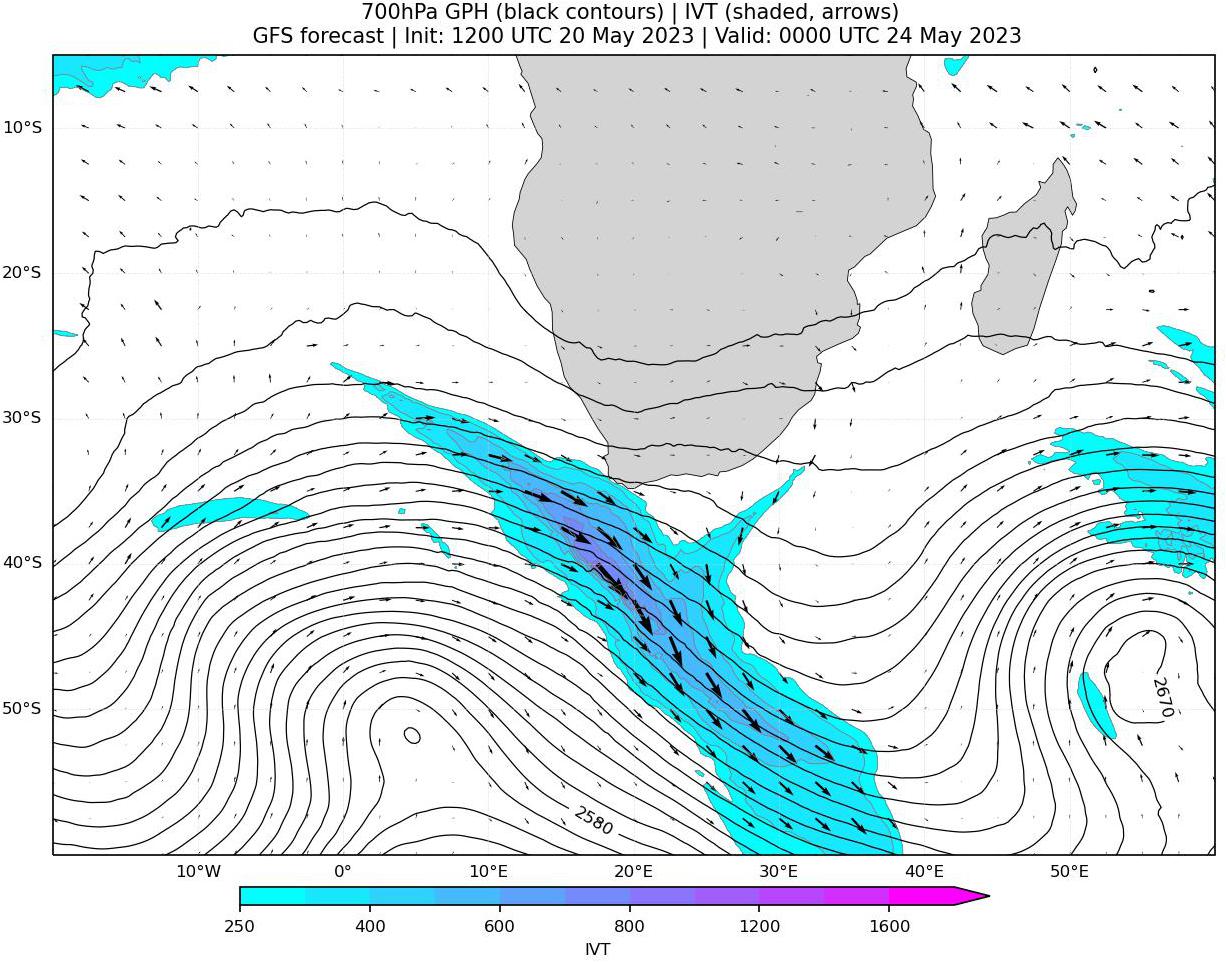 700hPa GPH (black contours) | IVT (shaded, arrows)
GFS forecast | Init: 1200 UTC 20 May 2023 | Valid: 0000 UTC 24 May 2023
10°S
20°S
30°S
40°S
50°S
2670
2580
10°W 0° 10°E 20°E 30°E 40°E 50°E
250 400 600 800 1200 1600
IVT